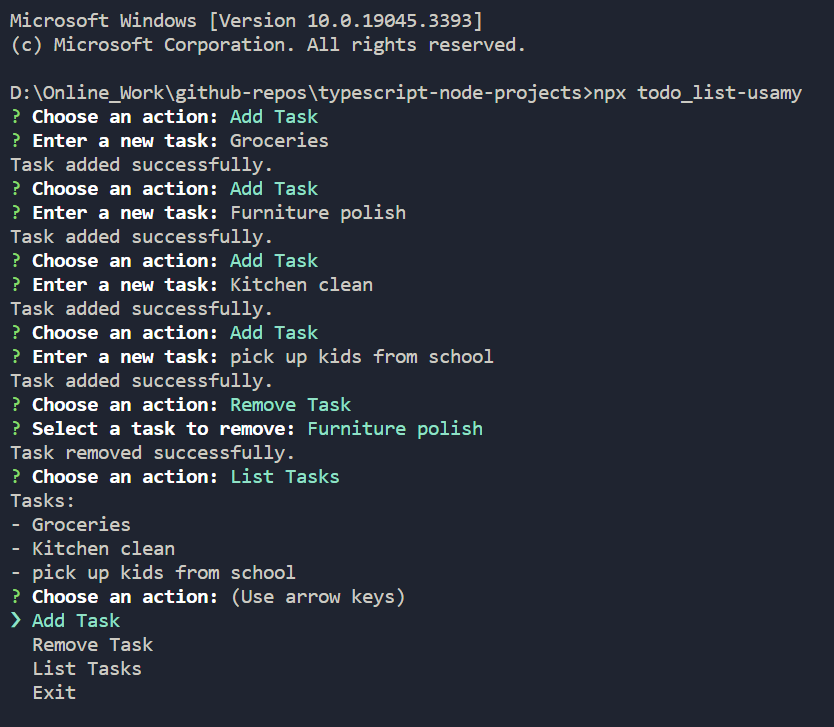 Microsoft Windows [Version 10.0.19045.3393]
(c) Microsoft Corporation. All rights reserved.
D:\Online_Work\github-repos\typescript-node-projects>npx todo_list-usamy
? Choose an action: Add Task
? Enter a new task: Groceries
Task added successfully.
? Choose an action: Add Task
? Enter a new task: Furniture polish
Task added successfully.
? Choose an action: Add Task
? Enter a new task: Kitchen clean
Task added successfully.
? Choose an action: Add Task
? Enter a new task: pick up kids from school
Task added successfully.
? Choose an action: Remove Task
? Select a task to remove: Furniture polish
Task removed successfully.
? Choose an action: List Tasks
Tasks:
- Groceries
- Kitchen clean
- pick up kids from school
? Choose an action: (Use arrow keys)
❯ Add Task
Remove Task
List Tasks
Exit